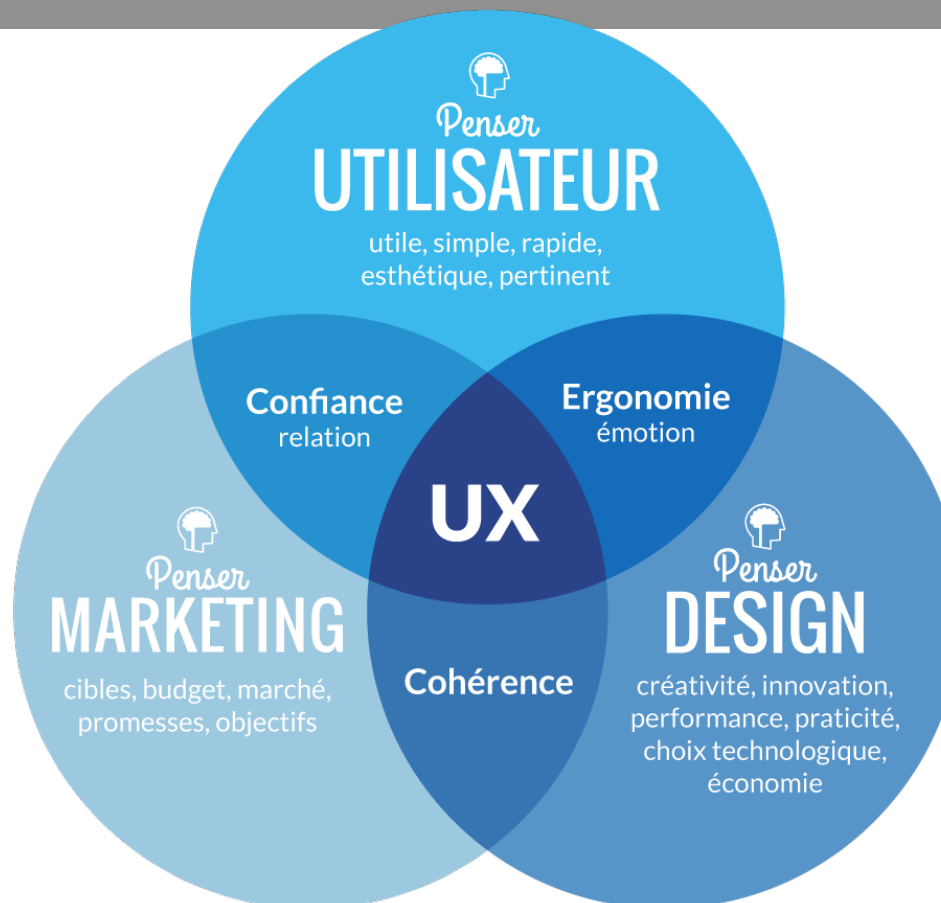 Penser
UTILISATEUR
utile, simple, rapide,
esthétique, pertinent
Confiance
relation
Ergonomie
émotion
UX
Penser
MARKETING
cibles, budget, marché,
promesses, objectifs
Cohérence
Penser
DESIGN
créativité, innovation,
performance, praticité,
choix technologique,
économie